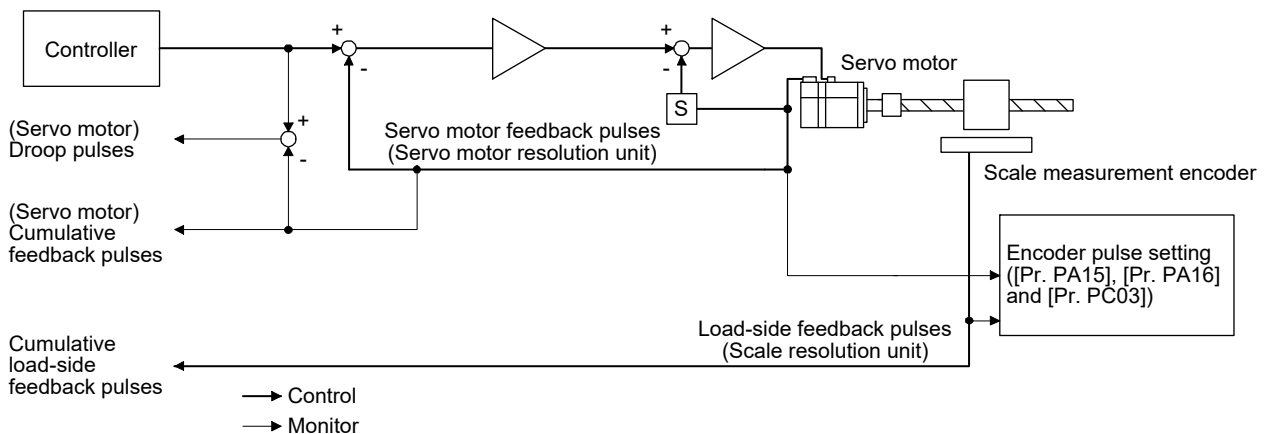 Controller
+
-
+
-
S
Servo motor
(Servo motor)
Droop pulses
+
-
Servo motor feedback pulses
(Servo motor resolution unit)
Scale measurement encoder
(Servo motor)
Cumulative
feedback pulses
Encoder pulse setting
([Pr. PA15], [Pr. PA16]
and [Pr. PC03])
Load-side feedback pulses
(Scale resolution unit)
Cumulative
load-side
feedback pulses
Control
Monitor